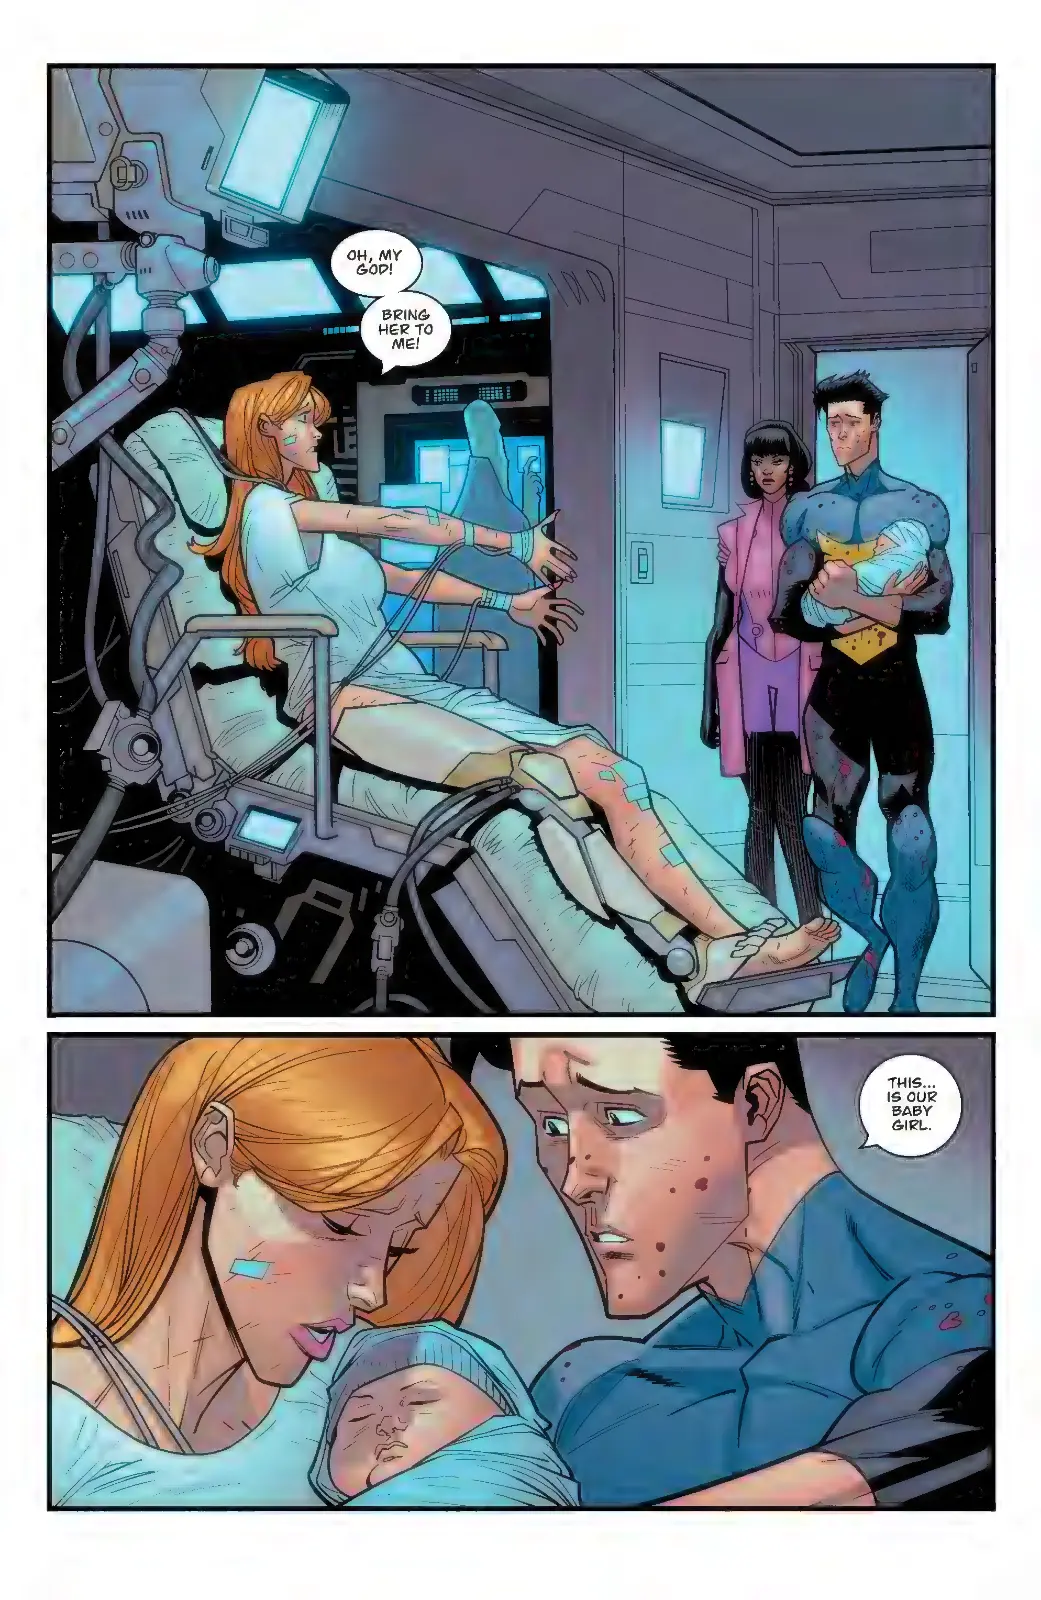 OH, MY
GOD!
BRING
HER TO
ME!
THIS...
IS OUR
BABY
GIRL.